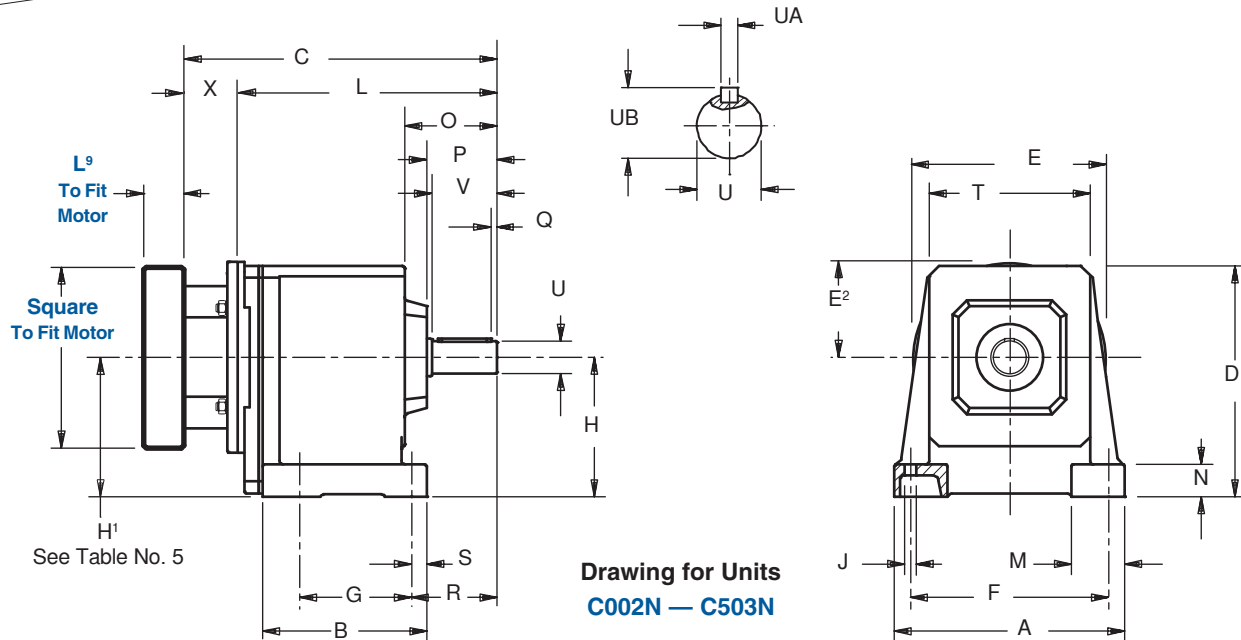 UA
C
X
L
UB
O
P
E
L⁹
To Fit
Motor
V
T
U
Q
E²
U
Square
To Fit Motor
D
H
N
H¹
See Table No. 5
S
J
M
Drawing for Units
C002N — C503N
G
R
F
B
A